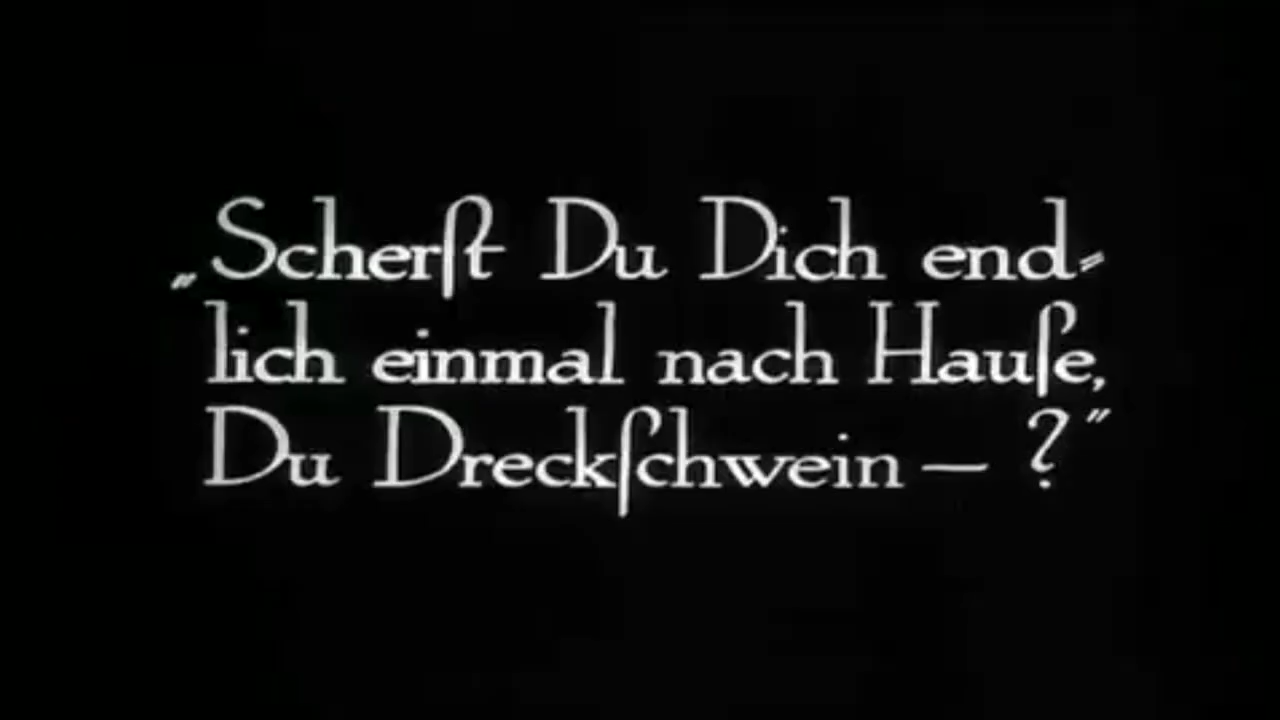 „Scherſt Du Dich end⸗
lich einmal nach Hauſe,
Du Dreckſchwein — ?”